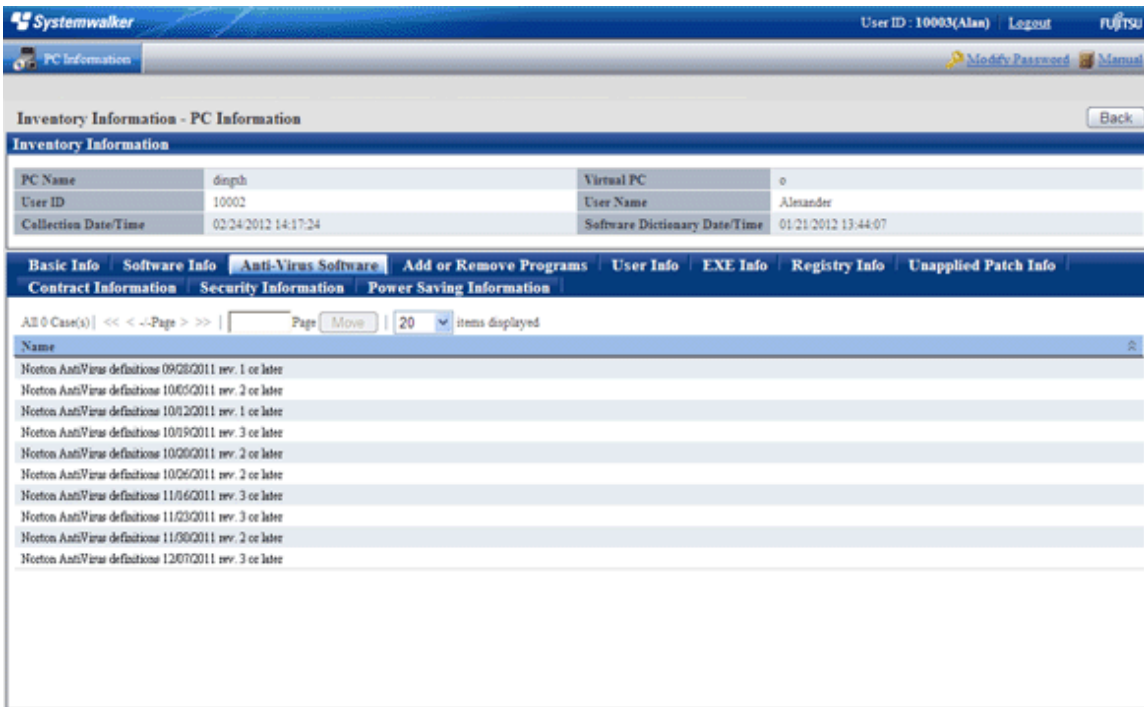 Systemwalker User ID : 10003(Alan) Logout FUJITSU
PC Information Modify Password Manual
Inventory Information - PC Information Back
Inventory Information
PC Name dingzh Virtual PC o
User ID 10002 User Name Alexander
Collection Date/Time 02/24/2012 14:17:24 Software Dictionary Date/Time 01/21/2012 13:44:07
Basic Info Software Info Anti-Virus Software Add or Remove Programs User Info EXE Info Registry Info Unapplied Patch Info
Contract Information Security Information Power Saving Information
All 0 Case(s) | << < -/-Page > >> | Page Move | 20 items displayed
Name
Norton AntiVirus definitions 09/28/2011 rev. 1 or later
Norton AntiVirus definitions 10/05/2011 rev. 2 or later
Norton AntiVirus definitions 10/12/2011 rev. 1 or later
Norton AntiVirus definitions 10/19/2011 rev. 3 or later
Norton AntiVirus definitions 10/20/2011 rev. 2 or later
Norton AntiVirus definitions 10/26/2011 rev. 2 or later
Norton AntiVirus definitions 11/16/2011 rev. 3 or later
Norton AntiVirus definitions 11/23/2011 rev. 3 or later
Norton AntiVirus definitions 11/30/2011 rev. 2 or later
Norton AntiVirus definitions 12/07/2011 rev. 3 or later